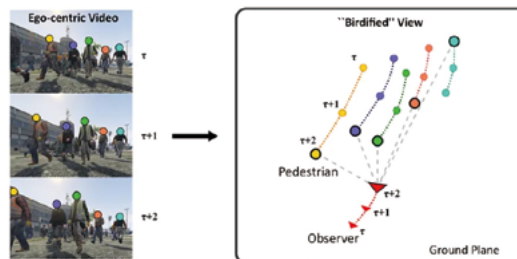 Ego-centric Video
τ
τ+1
τ+2
"Birdified" View
τ
τ+1
τ+2
Pedestrian
τ+2
τ+1
τ
Observer
Ground Plane